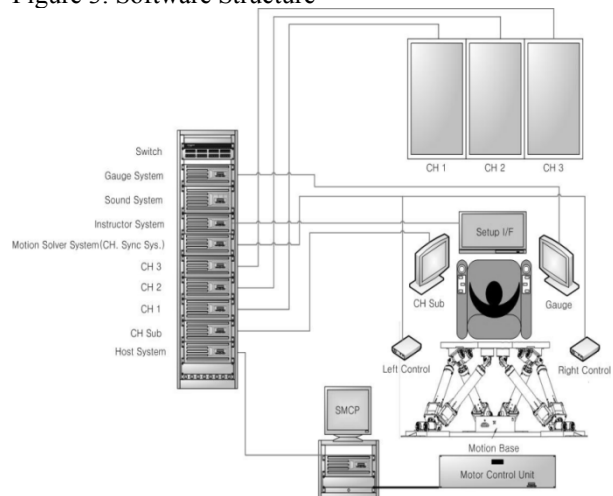 Figure 3. Software Structure
CH 1
CH 2
CH 3
Switch
Gauge System
Sound System
Instructor System
Motion Solver System(CH. Sync Sys.)
CH 3
CH 2
CH 1
CH Sub
Host System
Setup I/F
CH Sub
Gauge
Left Control
Right Control
SMCP
Motion Base
Motor Control Unit